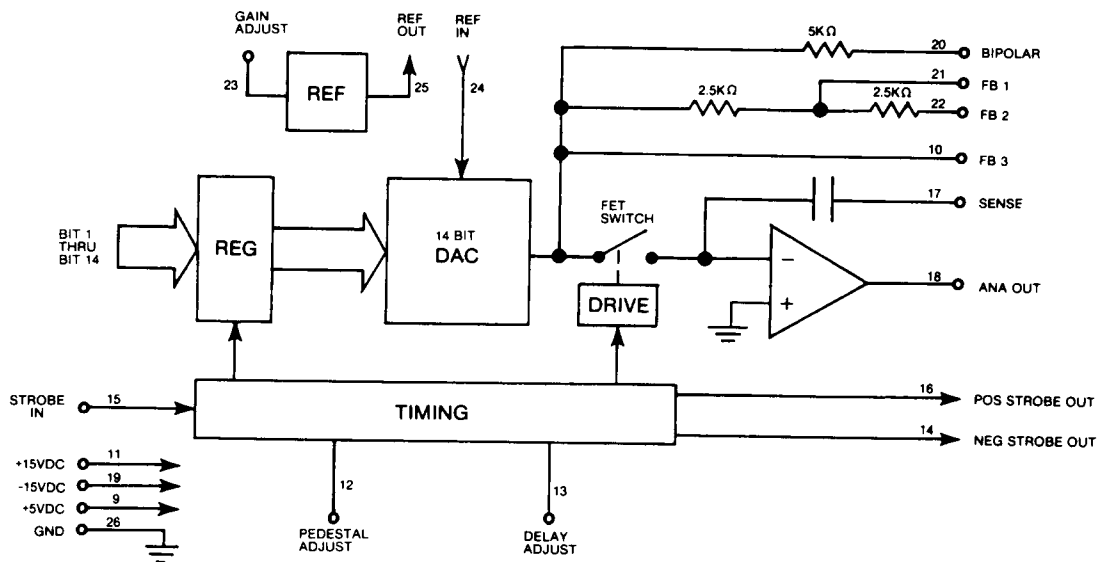 GAIN
ADJUST
REF
OUT
REF
IN
23
REF
25
24
5KΩ
20
BIPOLAR
21
FB 1
2.5KΩ
2.5KΩ
22
FB 2
10
FB 3
17
SENSE
BIT 1
THRU
BIT 14
REG
14 BIT
DAC
FET
SWITCH
−
+
18
ANA OUT
DRIVE
STROBE
IN
15
TIMING
16
POS STROBE OUT
14
NEG STROBE OUT
+15VDC
11
-15VDC
19
+5VDC
9
GND
26
12
PEDESTAL
ADJUST
13
DELAY
ADJUST